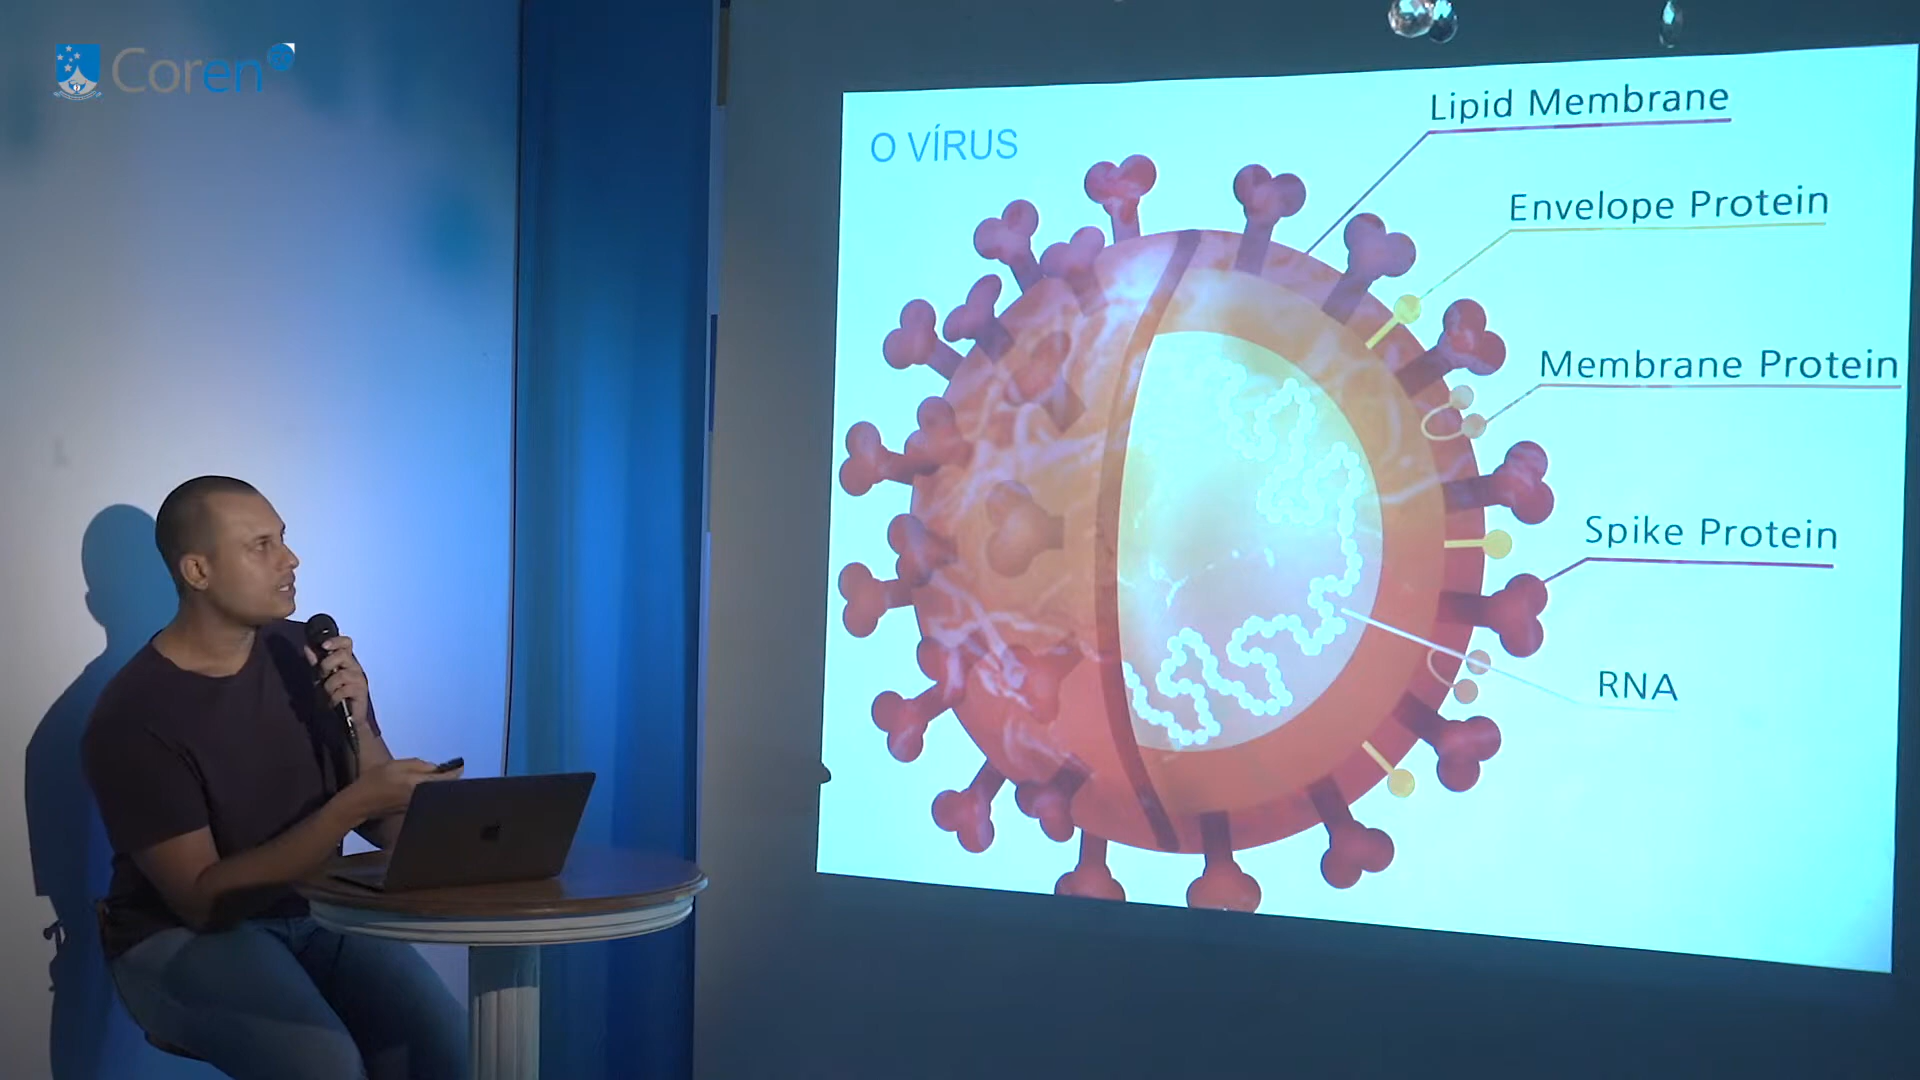 Coren
O VÍRUS
Lipid Membrane
Envelope Protein
Membrane Protein
Spike Protein
RNA